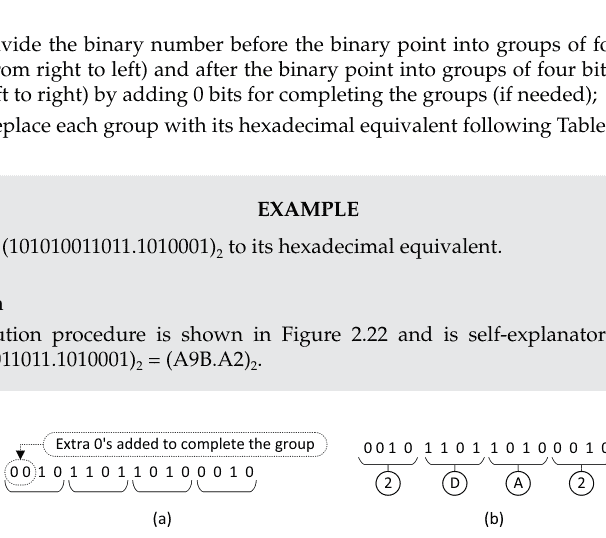 vide the binary number before the binary point into groups of fo
rom right to left) and after the binary point into groups of four bit
ft to right) by adding 0 bits for completing the groups (if needed);
eplace each group with its hexadecimal equivalent following Table
EXAMPLE
(101010011011.1010001)₂ to its hexadecimal equivalent.
n
ution procedure is shown in Figure 2.22 and is self-explanator
011011.1010001)₂ = (A9B.A2)₂.
Extra 0's added to complete the group
0 0 1 0 1 1 0 1 1 0 1 0 0 0 1 0
(a)
0 0 1 0 1 1 0 1 1 0 1 0 0 0 1 0
2 D A 2
(b)